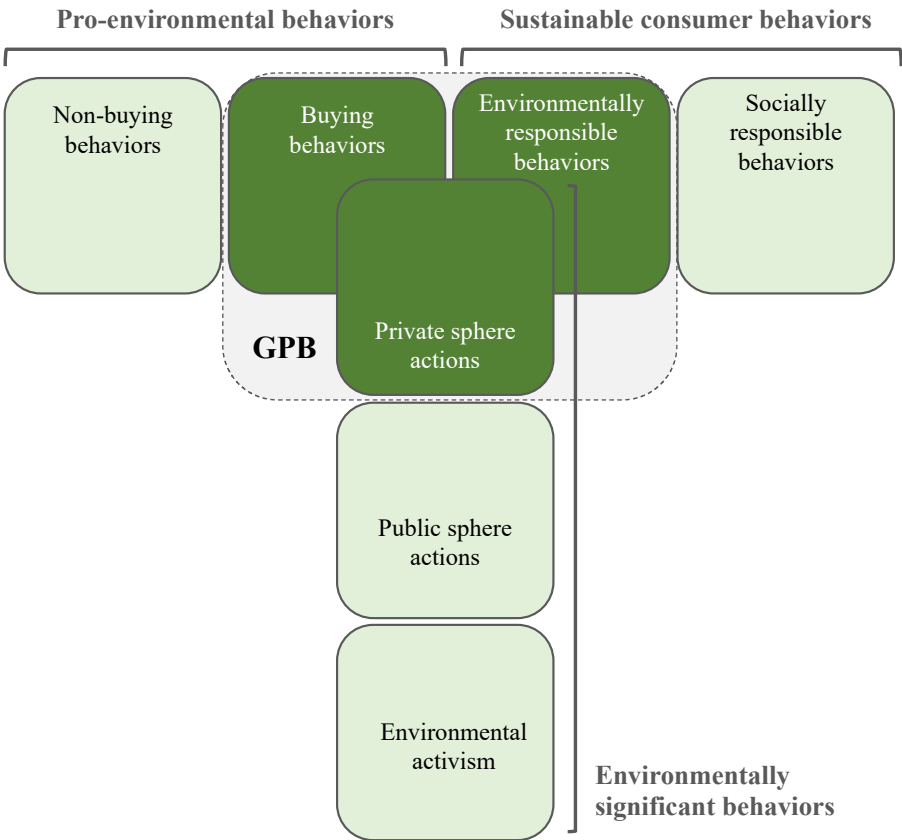 Pro-environmental behaviors
Sustainable consumer behaviors
Non-buying
behaviors
Buying
behaviors
Environmentally
responsible
behaviors
Socially
responsible
behaviors
Private sphere
actions
GPB
Public sphere
actions
Environmental
activism
Environmentally
significant behaviors